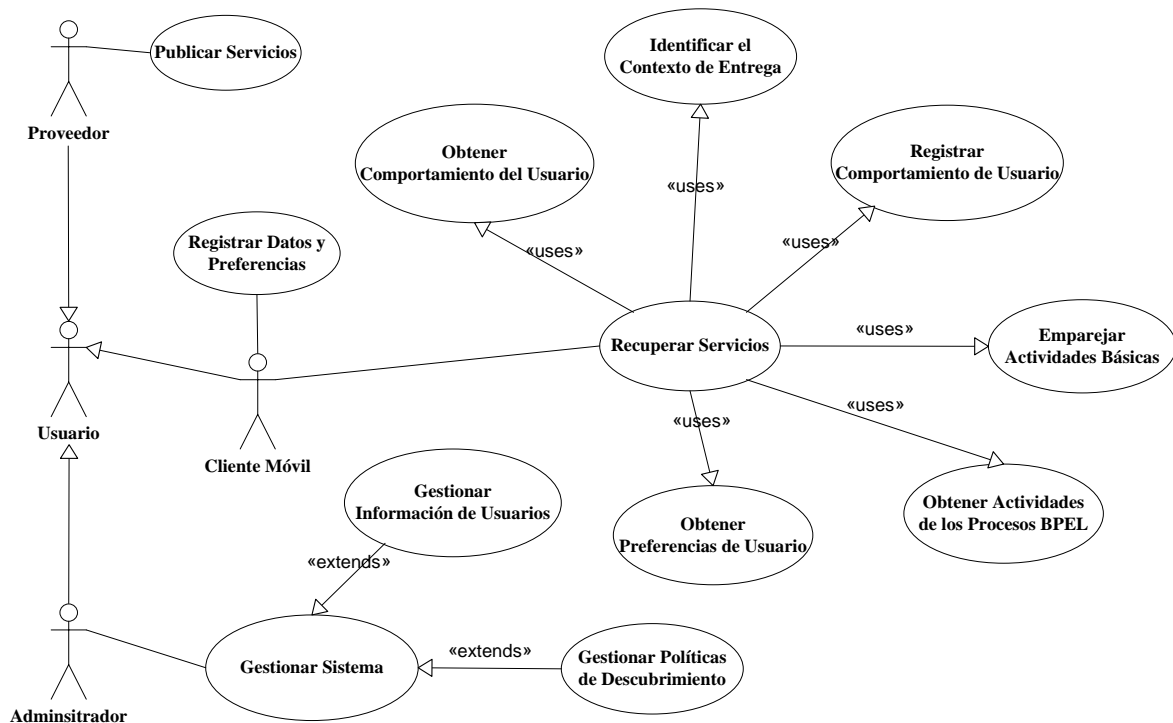 Publicar Servicios
Proveedor
Identificar el
Contexto de Entrega
Obtener
Comportamiento del Usuario
Registrar
Comportamiento de Usuario
«uses»
«uses»
«uses»
Registrar Datos y
Preferencias
Recuperar Servicios
«uses»
Emparejar
Actividades Básicas
Usuario
Cliente Móvil
«uses»
«uses»
Gestionar
Información de Usuarios
Obtener
Preferencias de Usuario
Obtener Actividades
de los Procesos BPEL
«extends»
Gestionar Sistema
«extends»
Gestionar Políticas
de Descubrimiento
Adminsitrador